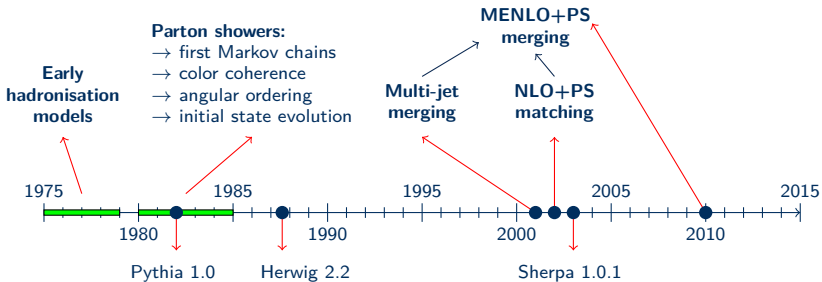 MENLO+PS
merging
Parton showers:
→ first Markov chains
→ color coherence
→ angular ordering
→ initial state evolution
Early
hadronisation
models
Multi-jet
merging
NLO+PS
matching
1975
1985
1995
2005
2015
1980
1990
2000
2010
Pythia 1.0
Herwig 2.2
Sherpa 1.0.1